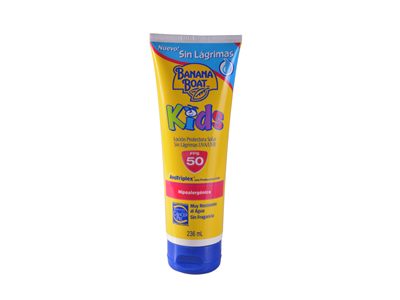 Nuevo!
Sin Lágrimas
BANANA
BOAT
Kids
Loción Protectora Solar
Sin Lágrimas UVA/UVB
FPS
50
AvoTriplex
Hipoalergénico
Muy Resistente
al Agua
Sin Fragancia
236 mL